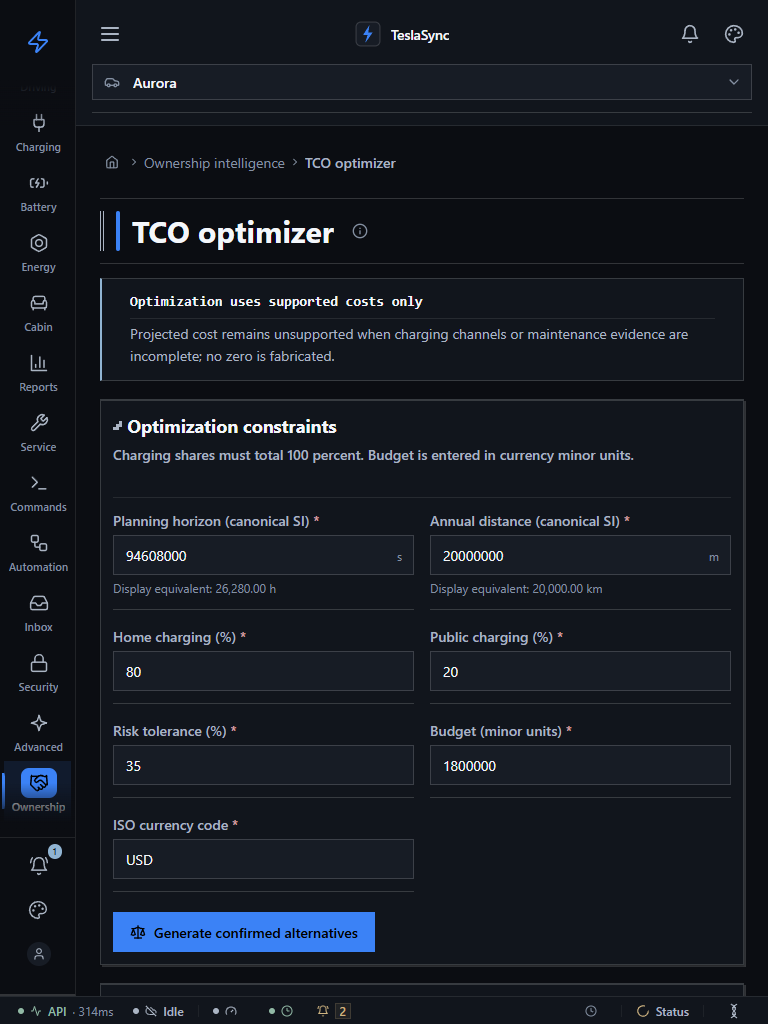 TeslaSync
Aurora
Charging
Battery
Energy
Cabin
Reports
Service
Commands
Automation
Inbox
Security
Advanced
Ownership
1
Ownership intelligence > TCO optimizer
TCO optimizer
Optimization uses supported costs only
Projected cost remains unsupported when charging channels or maintenance evidence are
incomplete; no zero is fabricated.
Optimization constraints
Charging shares must total 100 percent. Budget is entered in currency minor units.
Planning horizon (canonical SI) *
94608000 s
Display equivalent: 26,280.00 h
Annual distance (canonical SI) *
20000000 m
Display equivalent: 20,000.00 km
Home charging (%) *
80
Public charging (%) *
20
Risk tolerance (%) *
35
Budget (minor units) *
1800000
ISO currency code *
USD
Generate confirmed alternatives
API · 314ms
Idle
2
Status